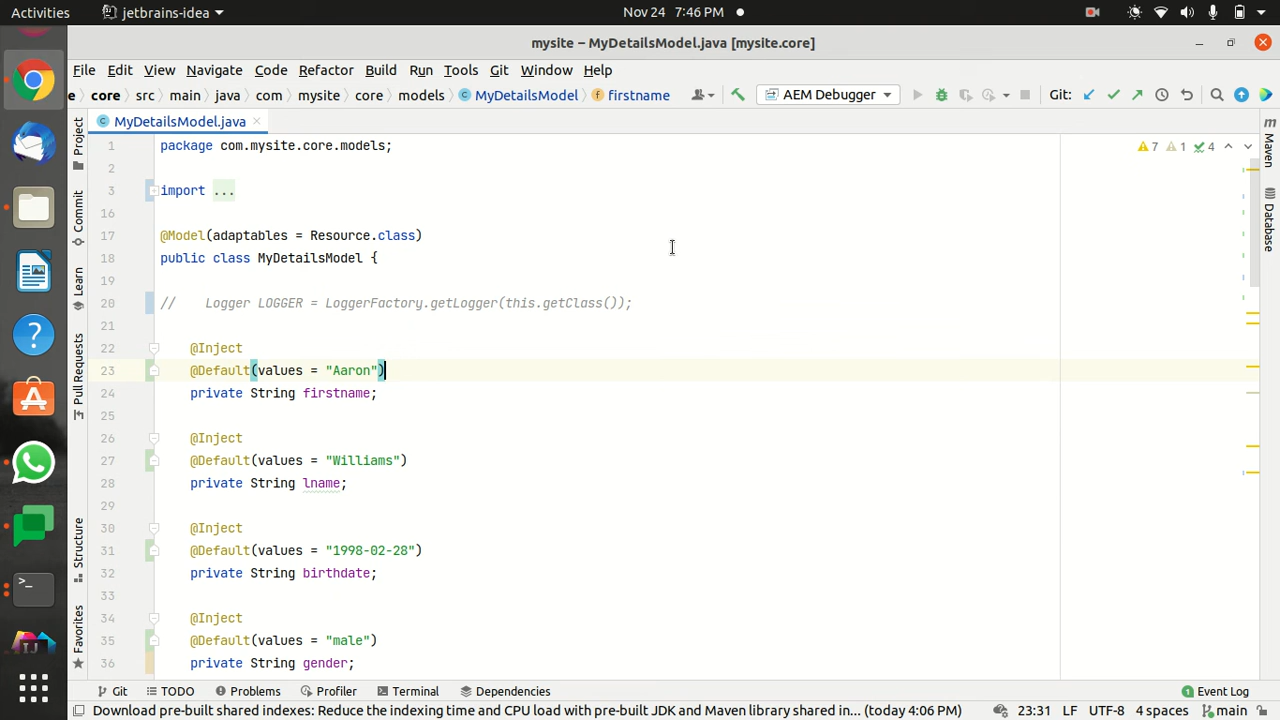 Activities jetbrains-idea Nov 24 7:46 PM
mysite – MyDetailsModel.java [mysite.core]
File Edit View Navigate Code Refactor Build Run Tools Git Window Help
e core src main java com mysite core models MyDetailsModel firstname AEM Debugger Git:
MyDetailsModel.java
Project
Commit
Learn
Pull Requests
Structure
Favorites
1 package com.mysite.core.models;
2
3 import ...
16
17 @Model(adaptables = Resource.class)
18 public class MyDetailsModel {
19
20 // Logger LOGGER = LoggerFactory.getLogger(this.getClass());
21
22 @Inject
23 @Default(values = "Aaron")
24 private String firstname;
25
26 @Inject
27 @Default(values = "Williams")
28 private String lname;
29
30 @Inject
31 @Default(values = "1998-02-28")
32 private String birthdate;
33
34 @Inject
35 @Default(values = "male")
36 private String gender;
7 1 4
m Maven
Database
Git TODO Problems Profiler Terminal Dependencies 1 Event Log
Download pre-built shared indexes: Reduce the indexing time and CPU load with pre-built JDK and Maven library shared in... (today 4:06 PM) 23:31 LF UTF-8 4 spaces main